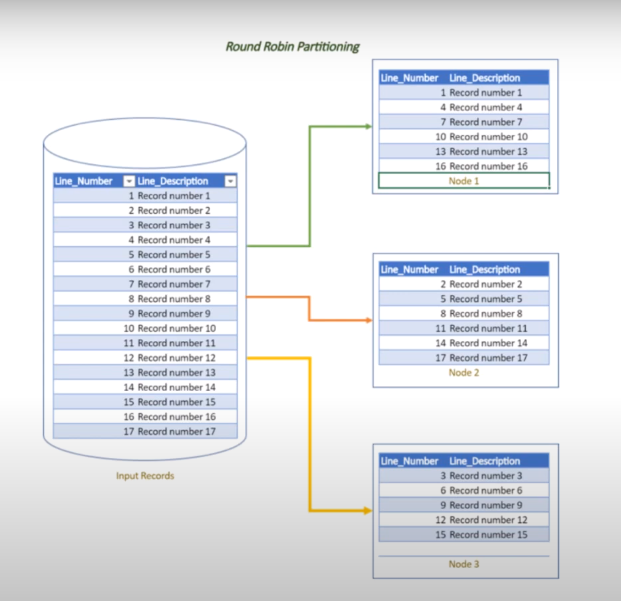 Round Robin Partitioning
Line_Number Line_Description
1 Record number 1
2 Record number 2
3 Record number 3
4 Record number 4
5 Record number 5
6 Record number 6
7 Record number 7
8 Record number 8
9 Record number 9
10 Record number 10
11 Record number 11
12 Record number 12
13 Record number 13
14 Record number 14
15 Record number 15
16 Record number 16
17 Record number 17
Input Records
Line_Number Line_Description
1 Record number 1
4 Record number 4
7 Record number 7
10 Record number 10
13 Record number 13
16 Record number 16
Node 1
Line_Number Line_Description
2 Record number 2
5 Record number 5
8 Record number 8
11 Record number 11
14 Record number 14
17 Record number 17
Node 2
Line_Number Line_Description
3 Record number 3
6 Record number 6
9 Record number 9
12 Record number 12
15 Record number 15
Node 3